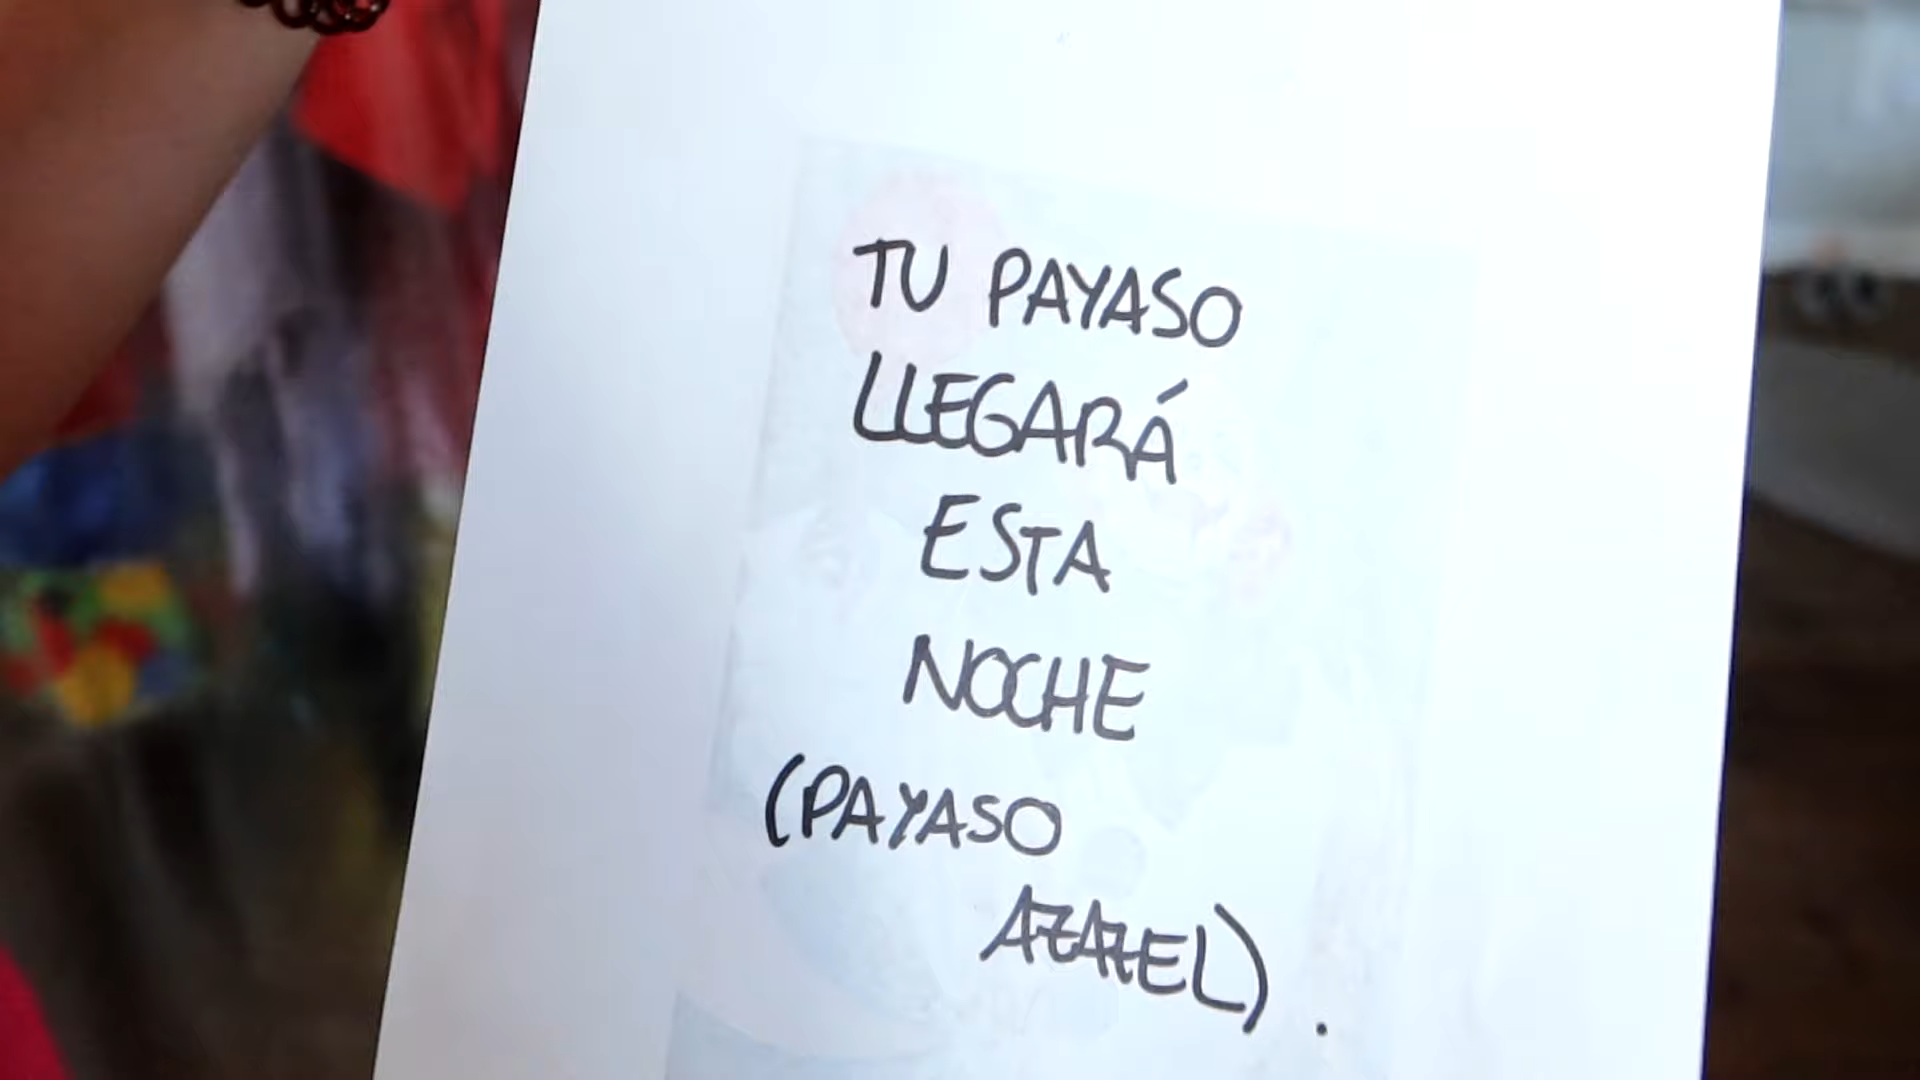 TU PAYASO
LLEGARÁ
ESTA
NOCHE
(PAYASO
AZAZEL).